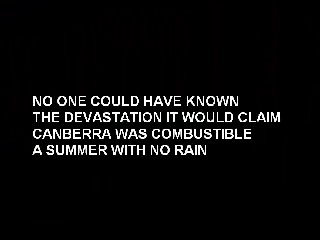 NO ONE COULD HAVE KNOWN
THE DEVASTATION IT WOULD CLAIM
CANBERRA WAS COMBUSTIBLE
A SUMMER WITH NO RAIN